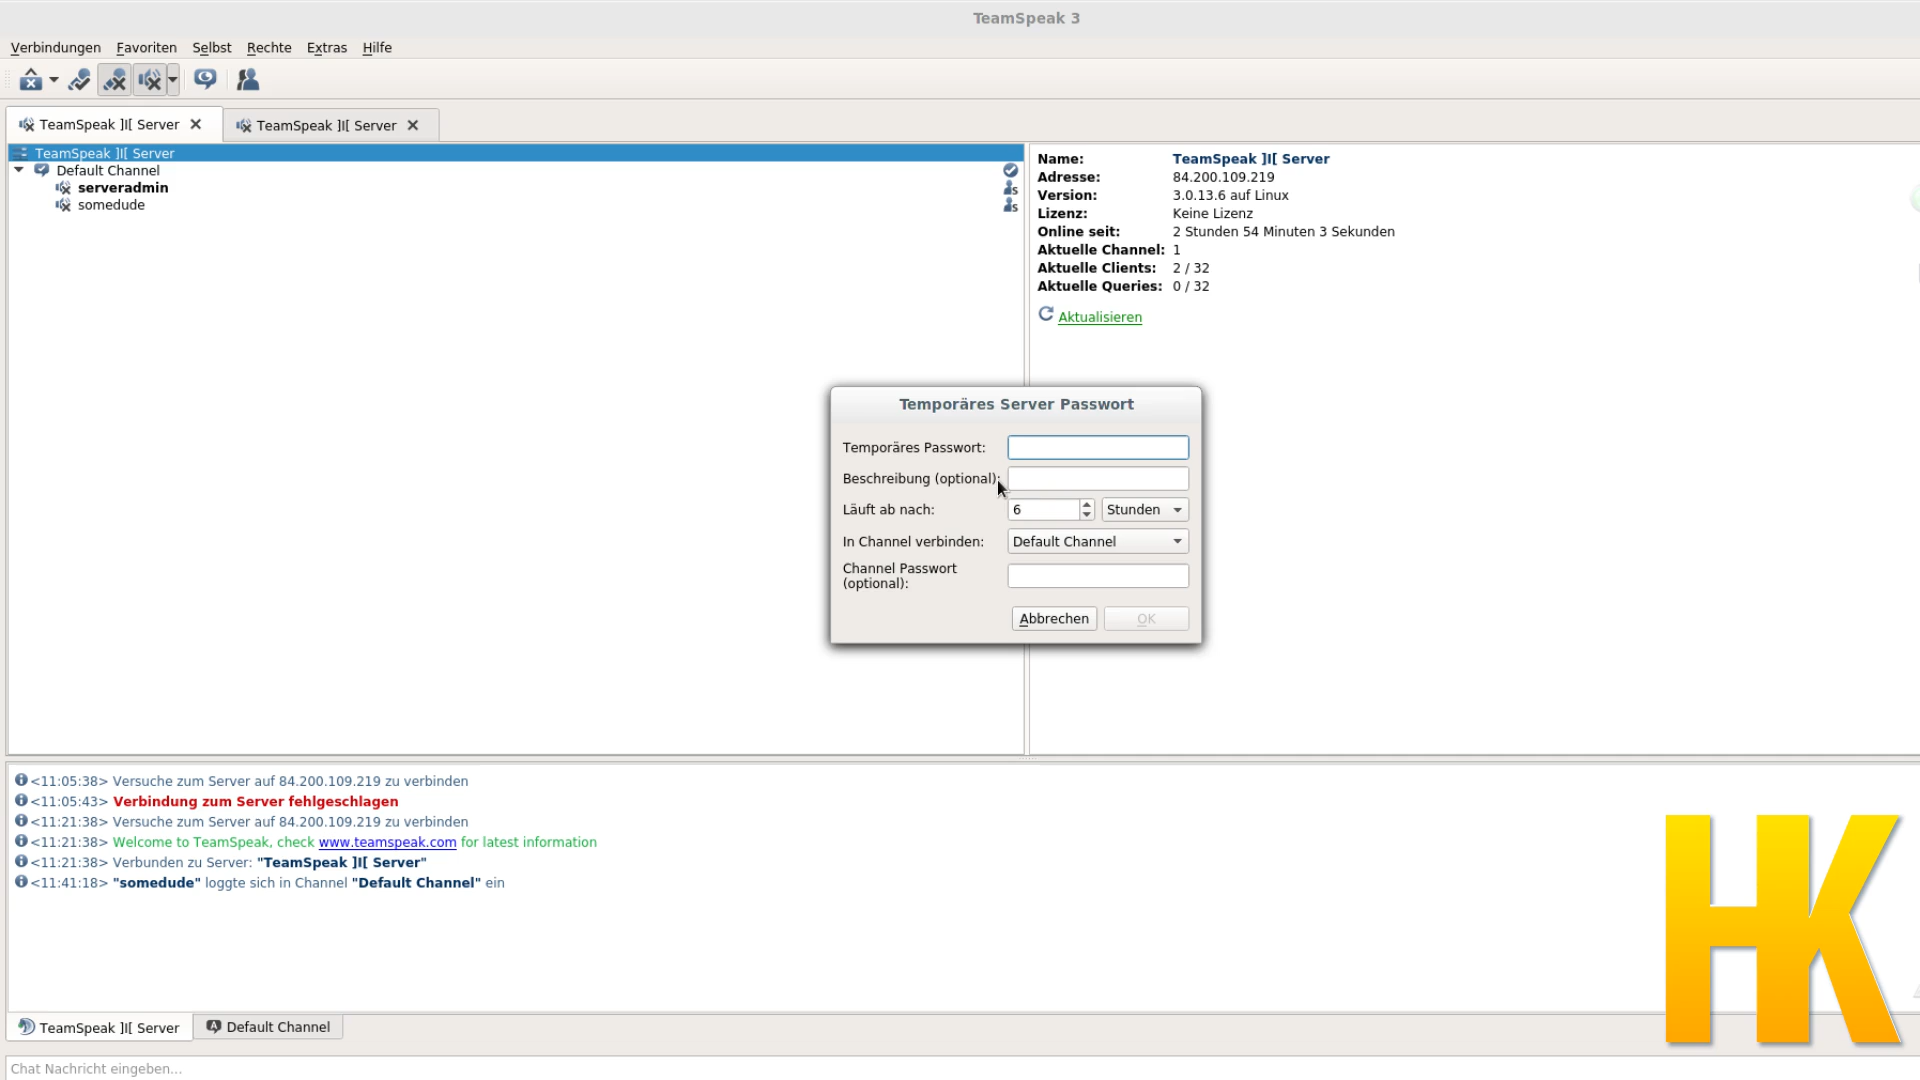 TeamSpeak 3
Verbindungen Favoriten Selbst Rechte Extras Hilfe
TeamSpeak ]I[ Server TeamSpeak ]I[ Server
TeamSpeak ]I[ Server
Default Channel
serveradmin
somedude
Name: TeamSpeak ]I[ Server
Adresse: 84.200.109.219
Version: 3.0.13.6 auf Linux
Lizenz: Keine Lizenz
Online seit: 2 Stunden 54 Minuten 3 Sekunden
Aktuelle Channel: 1
Aktuelle Clients: 2 / 32
Aktuelle Queries: 0 / 32
Aktualisieren
Temporäres Server Passwort
Temporäres Passwort:
Beschreibung (optional):
Läuft ab nach: 6 Stunden
In Channel verbinden: Default Channel
Channel Passwort
(optional):
Abbrechen OK
<11:05:38> Versuche zum Server auf 84.200.109.219 zu verbinden
<11:05:43> Verbindung zum Server fehlgeschlagen
<11:21:38> Versuche zum Server auf 84.200.109.219 zu verbinden
<11:21:38> Welcome to TeamSpeak, check www.teamspeak.com for latest information
<11:21:38> Verbunden zu Server: "TeamSpeak ]I[ Server"
<11:41:18> "somedude" loggte sich in Channel "Default Channel" ein
HK
TeamSpeak ]I[ Server Default Channel
Chat Nachricht eingeben...